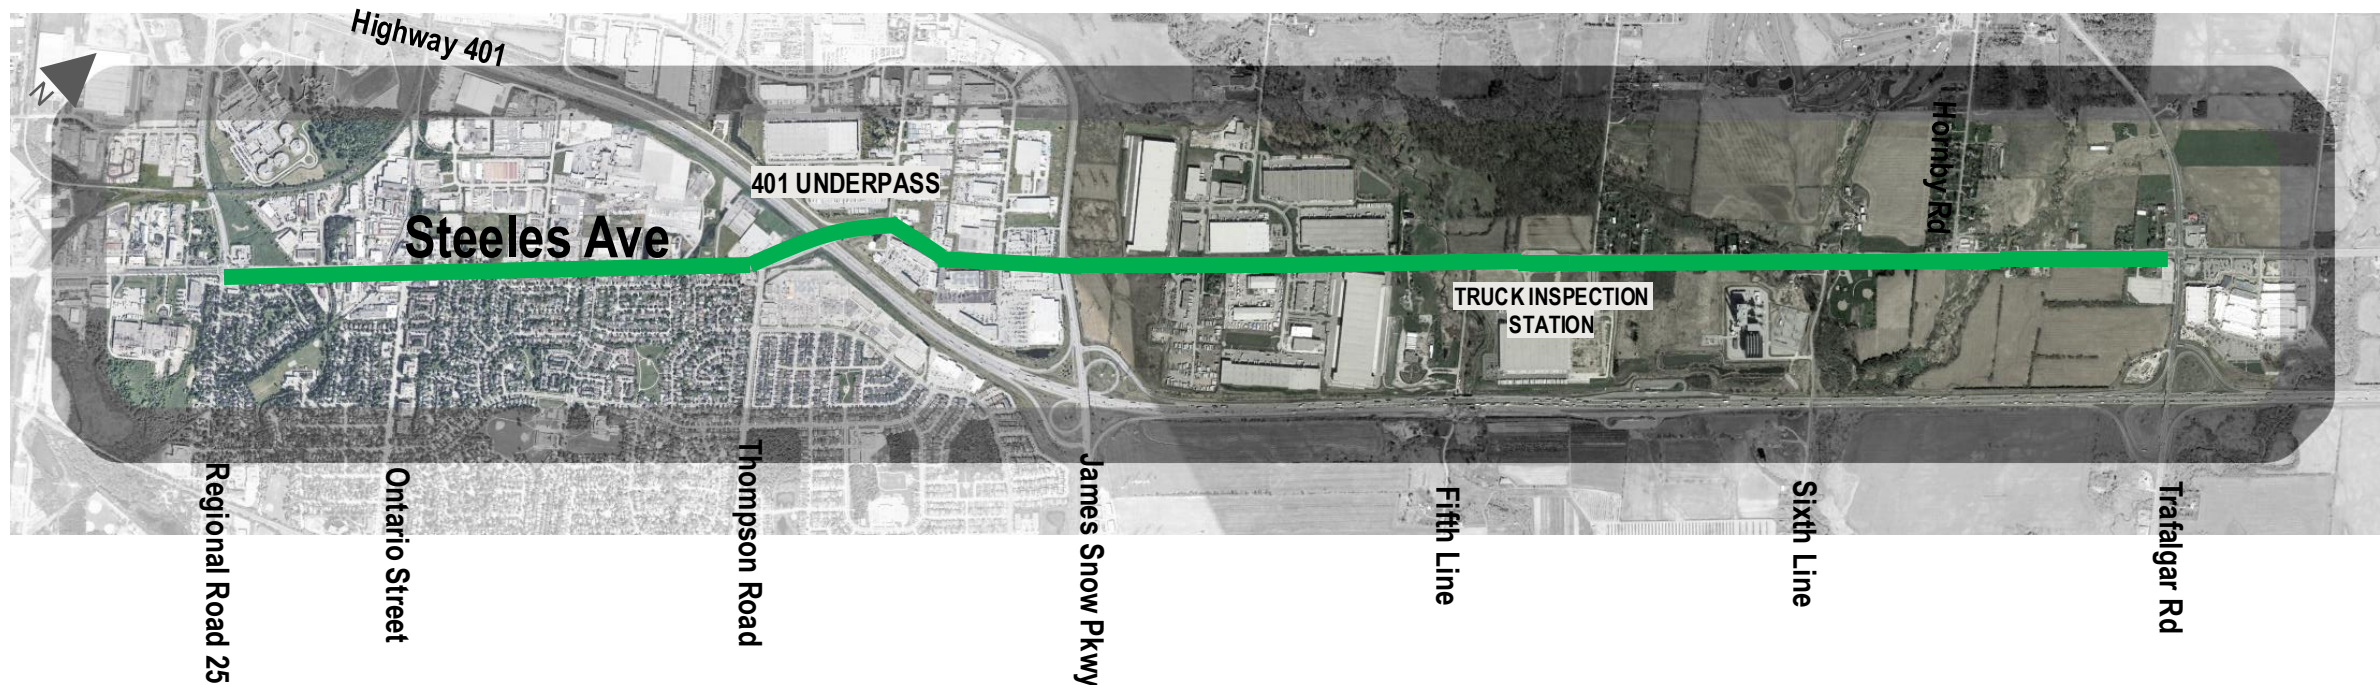 Highway 401
N
Hornby Rd
401 UNDERPASS
Steeles Ave
TRUCK INSPECTION
STATION
Regional Road 25
Ontario Street
Thompson Road
James Snow Pkwy
Fifth Line
Sixth Line
Trafalgar Rd